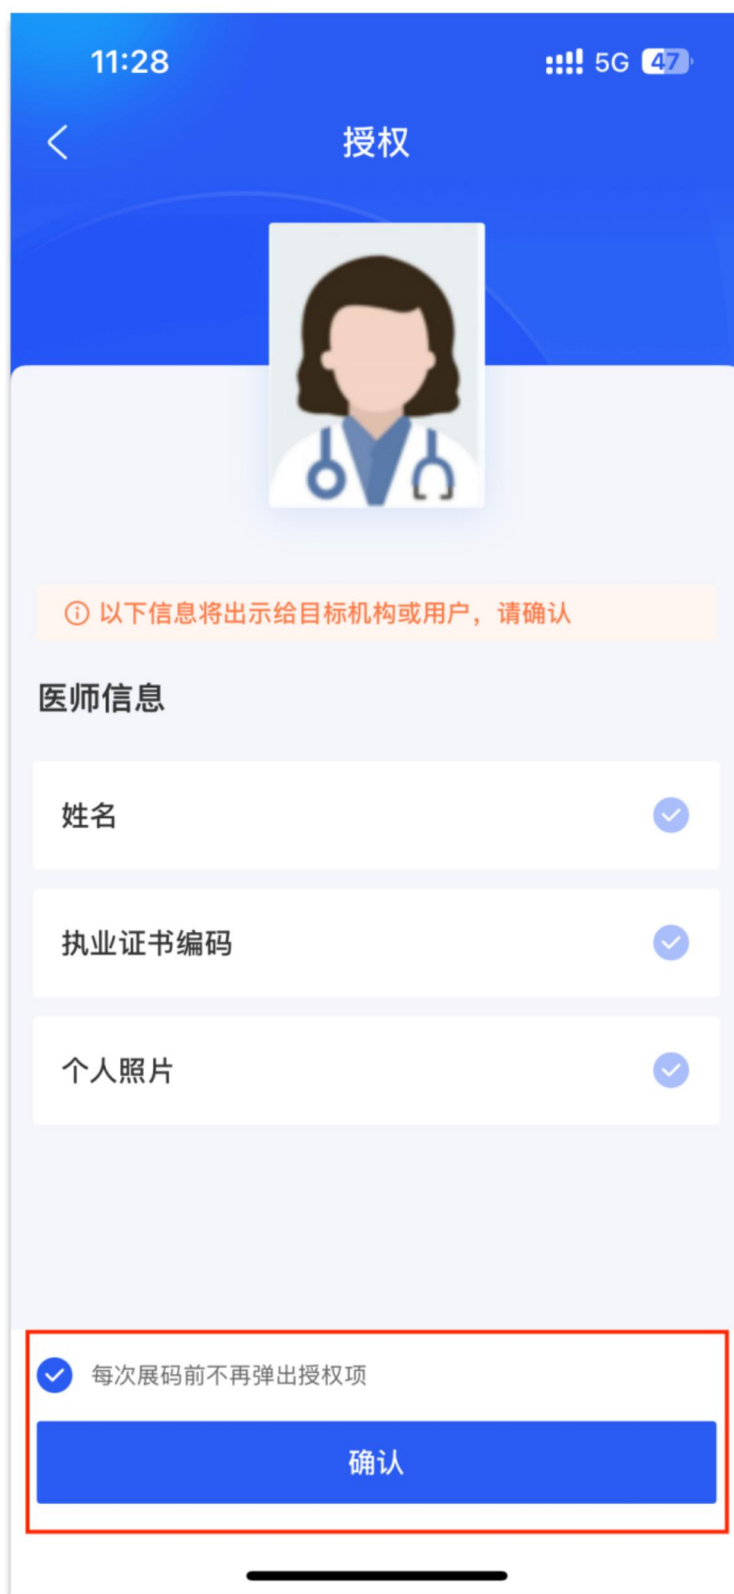 11:28 5G 47
授权
以下信息将出示给目标机构或用户，请确认
医师信息
姓名
执业证书编码
个人照片
每次展码前不再弹出授权项
确认